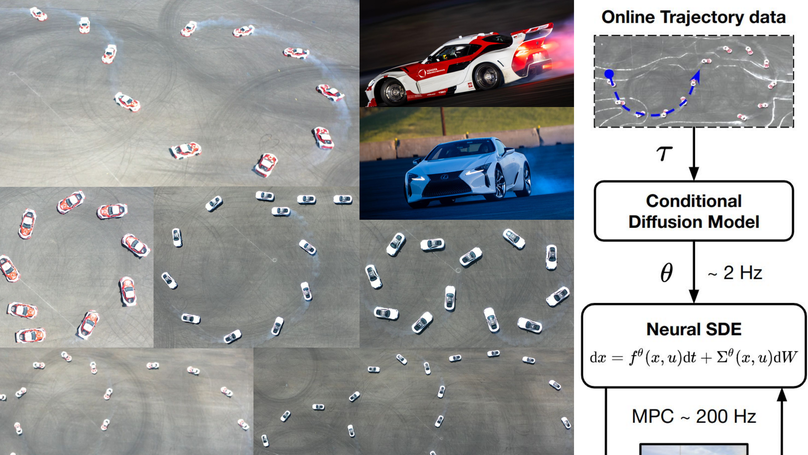 Online Trajectory data
τ
Conditional
Diffusion Model
θ ~ 2 Hz
Neural SDE
dx = f^θ(x, u)dt + Σ^θ(x, u)dW
MPC ~ 200 Hz